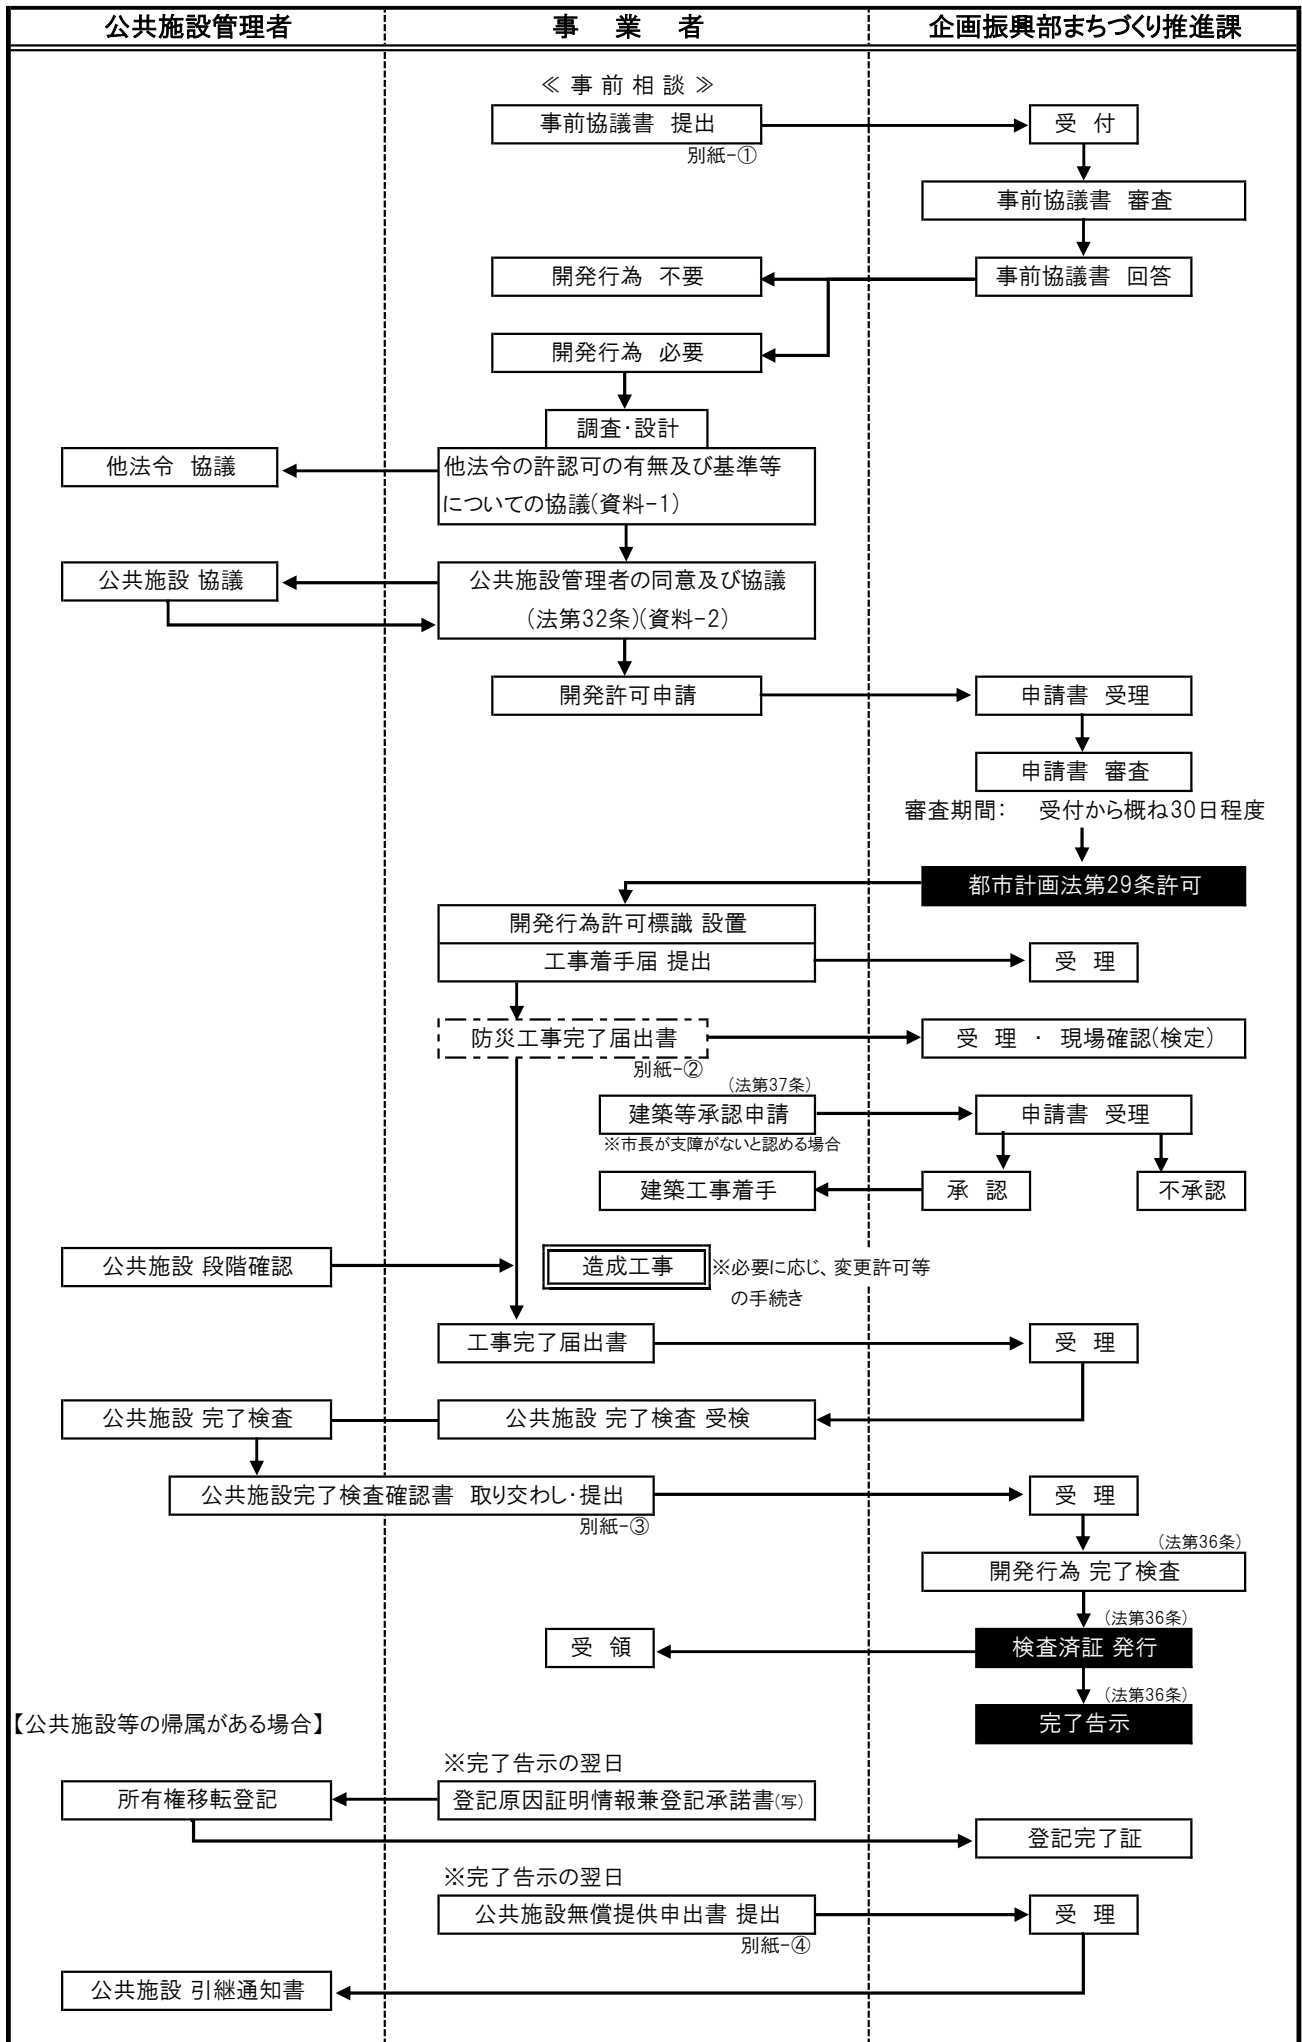 公共施設管理者
事 業 者
企画振興部まちづくり推進課
≪ 事 前 相 談 ≫
事前協議書 提出
受 付
別紙-①
事前協議書 審査
開発行為 不要
事前協議書 回答
開発行為 必要
調査・設計
他法令 協議
他法令の許認可の有無及び基準等
についての協議(資料-1)
公共施設 協議
公共施設管理者の同意及び協議
(法第32条)(資料-2)
開発許可申請
申請書 受理
申請書 審査
審査期間: 受付から概ね30日程度
都市計画法第29条許可
開発行為許可標識 設置
工事着手届 提出
受 理
防災工事完了届出書
受 理 ・ 現場確認(検定)
別紙-②
(法第37条)
建築等承認申請
申請書 受理
※市長が支障がないと認める場合
建築工事着手
承 認
不承認
公共施設 段階確認
造成工事
※必要に応じ、変更許可等
の手続き
工事完了届出書
受 理
公共施設 完了検査
公共施設 完了検査 受検
公共施設完了検査確認書 取り交わし・提出
受 理
別紙-③
(法第36条)
開発行為 完了検査
(法第36条)
受 領
検査済証 発行
(法第36条)
【公共施設等の帰属がある場合】
完了告示
※完了告示の翌日
所有権移転登記
登記原因証明情報兼登記承諾書(写)
登記完了証
※完了告示の翌日
公共施設無償提供申出書 提出
受 理
別紙-④
公共施設 引継通知書